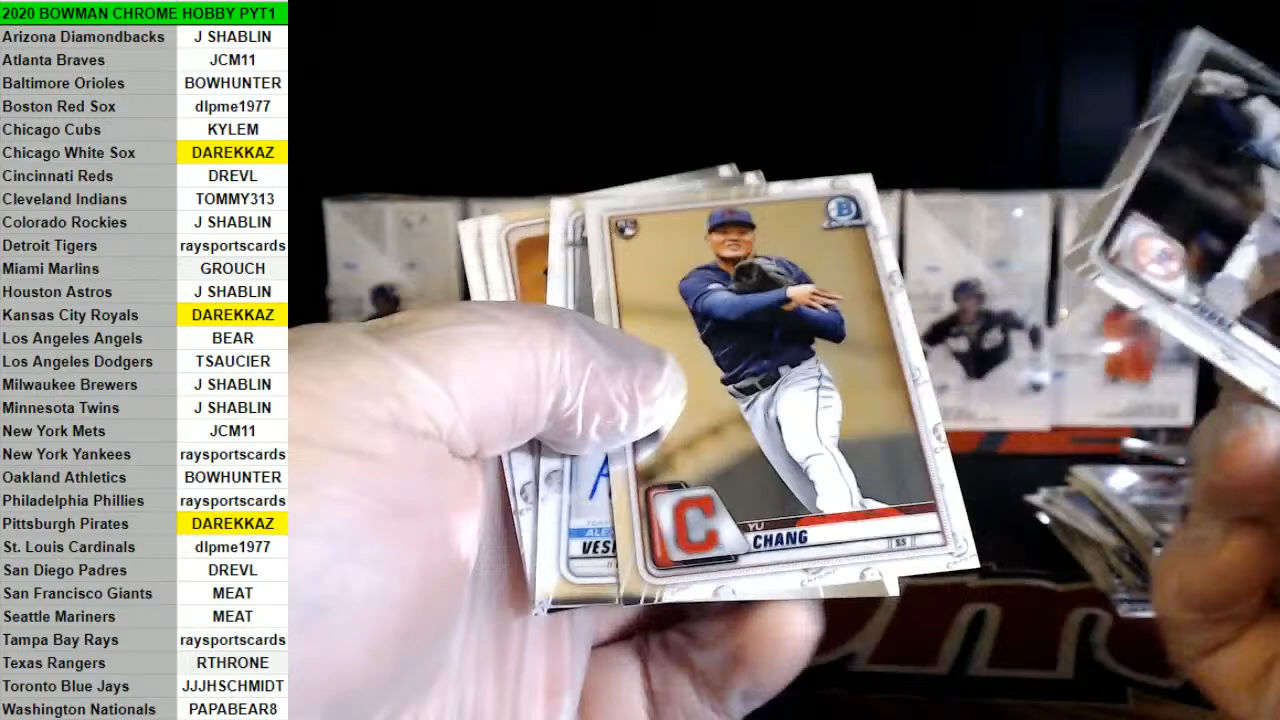 2020 BOWMAN CHROME HOBBY PYT1
Arizona Diamondbacks J SHABLIN
Atlanta Braves JCM11
Baltimore Orioles BOWHUNTER
Boston Red Sox dlpme1977
Chicago Cubs KYLEM
Chicago White Sox DAREKKAZ
Cincinnati Reds DREVL
Cleveland Indians TOMMY313
Colorado Rockies J SHABLIN
Detroit Tigers raysportscards
Miami Marlins GROUCH
Houston Astros J SHABLIN
Kansas City Royals DAREKKAZ
Los Angeles Angels BEAR
Los Angeles Dodgers TSAUCIER
Milwaukee Brewers J SHABLIN
Minnesota Twins J SHABLIN
New York Mets JCM11
New York Yankees raysportscards
Oakland Athletics BOWHUNTER
Philadelphia Phillies raysportscards
Pittsburgh Pirates DAREKKAZ
St. Louis Cardinals dlpme1977
San Diego Padres DREVL
San Francisco Giants MEAT
Seattle Mariners MEAT
Tampa Bay Rays raysportscards
Texas Rangers RTHRONE
Toronto Blue Jays JJJHSCHMIDT
Washington Nationals PAPABEAR8
B
C
YU
CHANG
SS
ALE
VESI